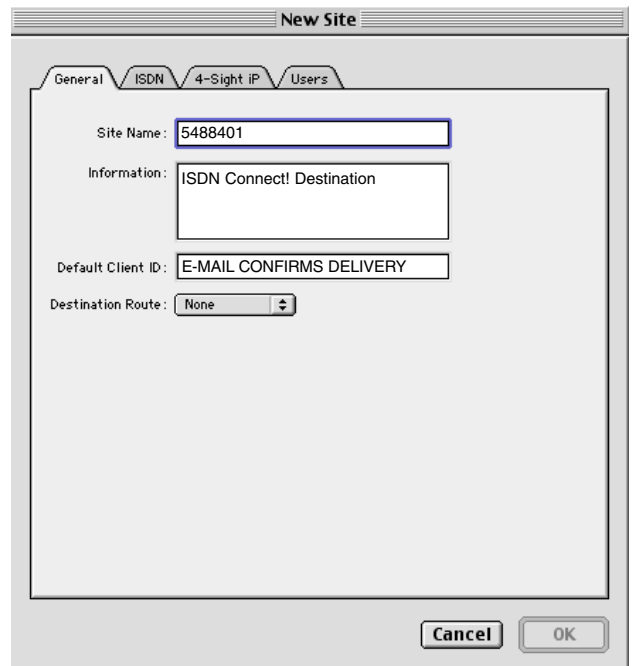 New Site
General ISDN 4-Sight iP Users
Site Name: 5488401
Information: ISDN Connect! Destination
Default Client ID: E-MAIL CONFIRMS DELIVERY
Destination Route: None
Cancel OK